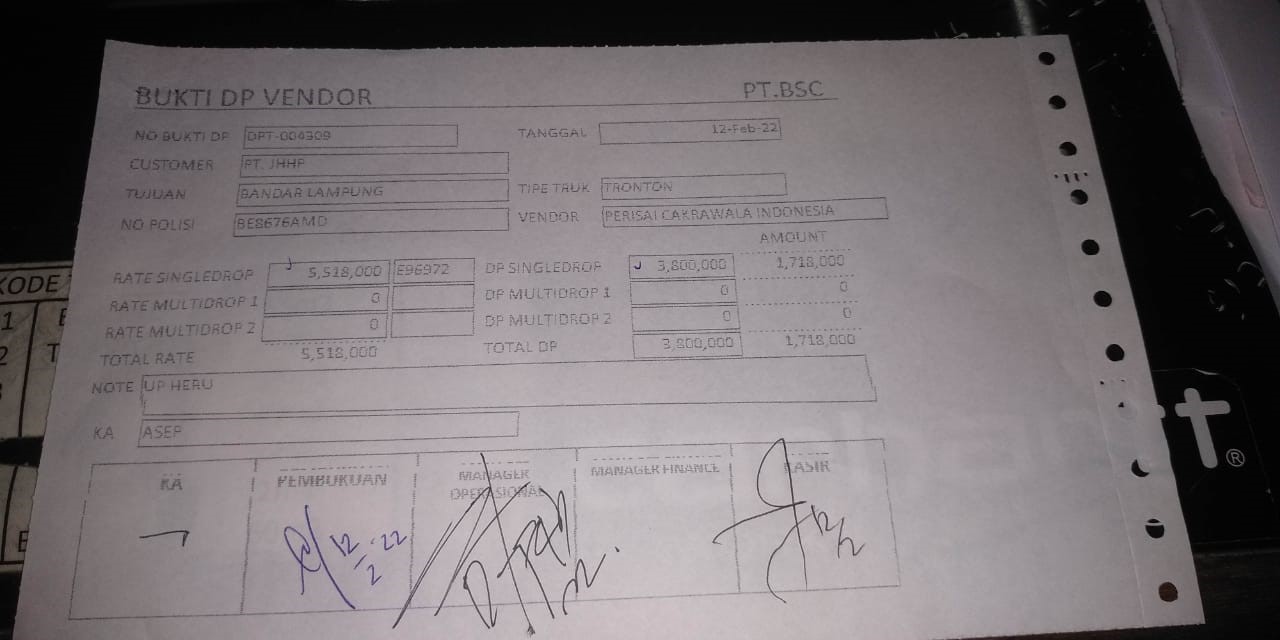 BUKTI DP VENDOR PT.BSC
NO BUKTI DP DPT-004309 TANGGAL 12-Feb-22
CUSTOMER PT. JHHP
TUJUAN BANDAR LAMPUNG TIPE TRUK TRONTON
NO POLISI BE8676AMD VENDOR PERISAI CAKRAWALA INDONESIA
AMOUNT
RATE SINGLEDROP 5,518,000 E96972 DP SINGLEDROP 3,800,000 1,718,000
RATE MULTIDROP 1 0 DP MULTIDROP 1 0 0
RATE MULTIDROP 2 0 DP MULTIDROP 2 0 0
TOTAL RATE 5,518,000 TOTAL DP 3,800,000 1,718,000
NOTE UP HERU
KA ASEP
KA PEMBUKUAN MANAGER OPERASIONAL MANAGER FINANCE KASIR
12/2-22
12/2
KODE
1
2